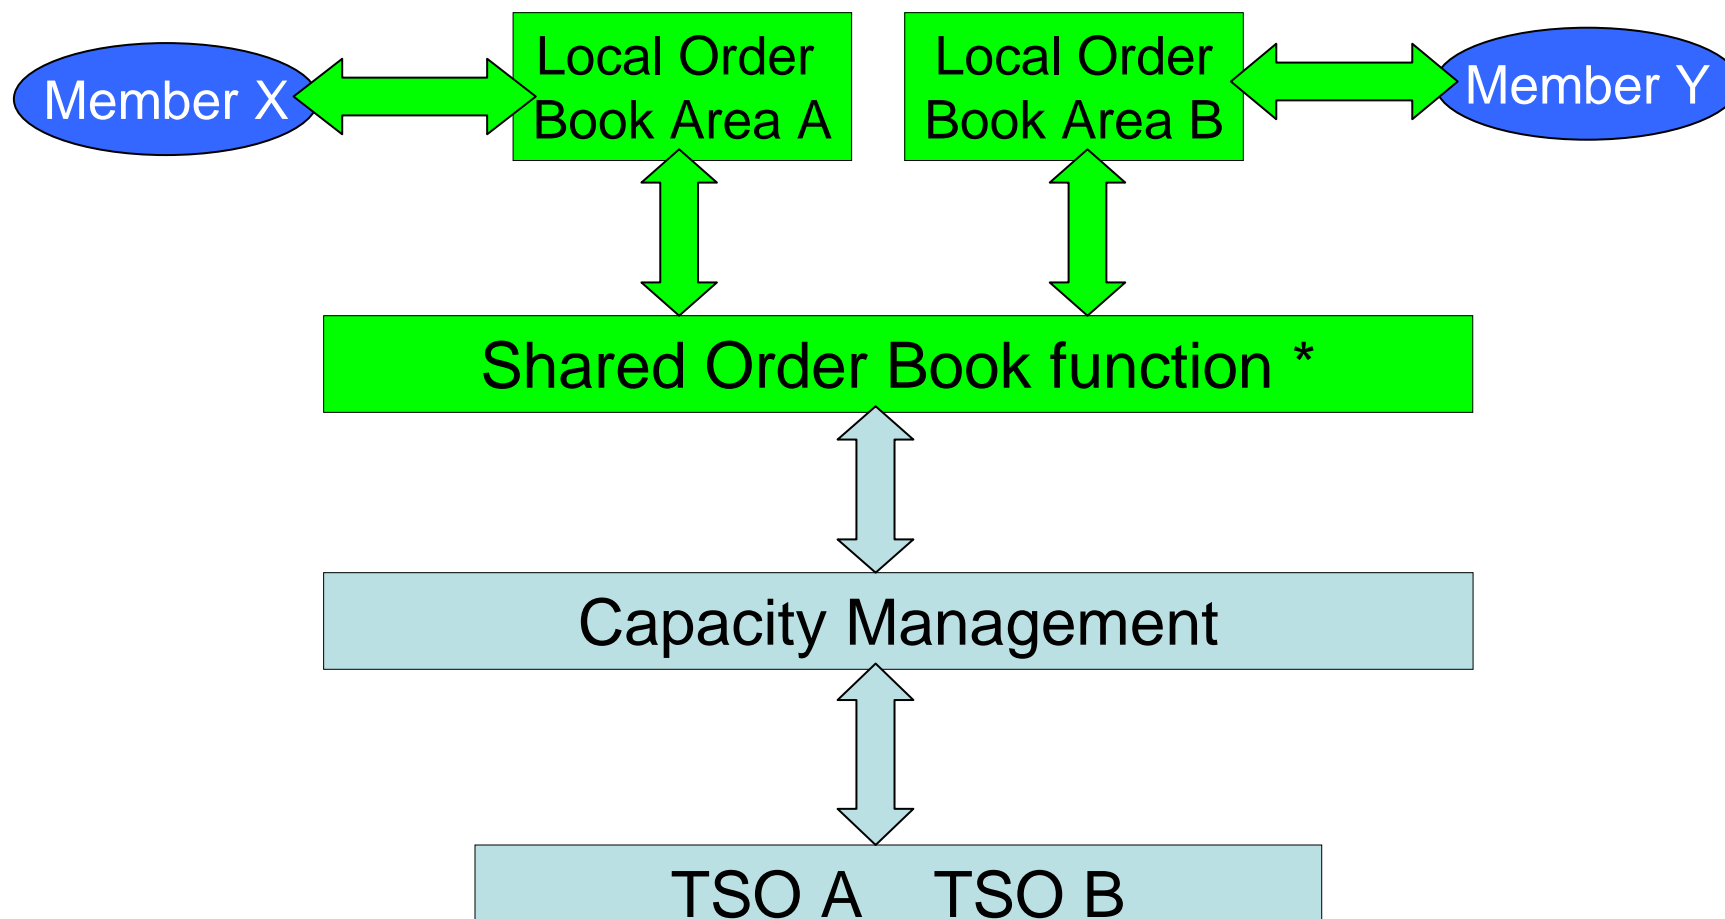 Local Order
Book Area A
Local Order
Book Area B
Member X
Member Y
Shared Order Book function *
Capacity Management
TSO A TSO B